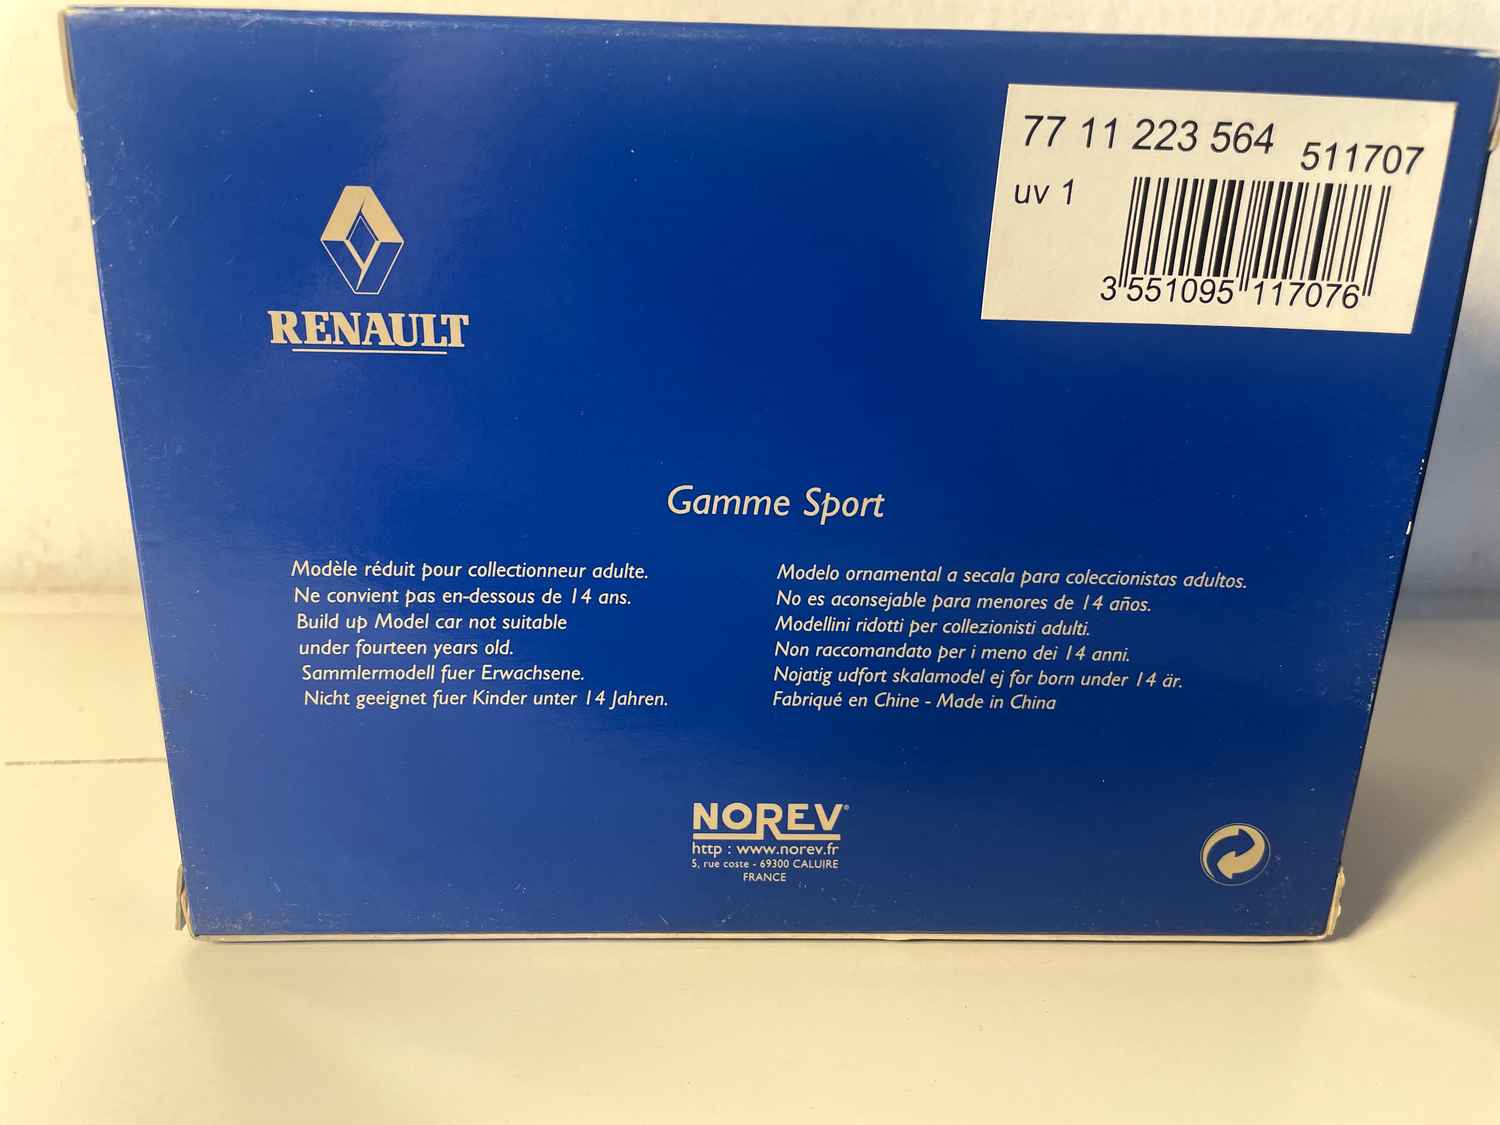 77 11 223 564
511707
uv 1
3 551095 117076
RENAULT
Gamme Sport
Modèle réduit pour collectionneur adulte.
Ne convient pas en-dessous de 14 ans.
Build up Model car not suitable
under fourteen years old.
Sammlermodell fuer Erwachsene.
Nicht geeignet fuer Kinder unter 14 Jahren.
Modelo ornamental a secala para coleccionistas adultos.
No es aconsejable para menores de 14 años.
Modellini ridotti per collezionisti adulti.
Non raccomandato per i meno dei 14 anni.
Nojatig udfort skalamodel ej for born under 14 är.
Fabriqué en Chine - Made in China
NOREV®
http : www.norev.fr
5, rue coste - 69300 CALUIRE
FRANCE